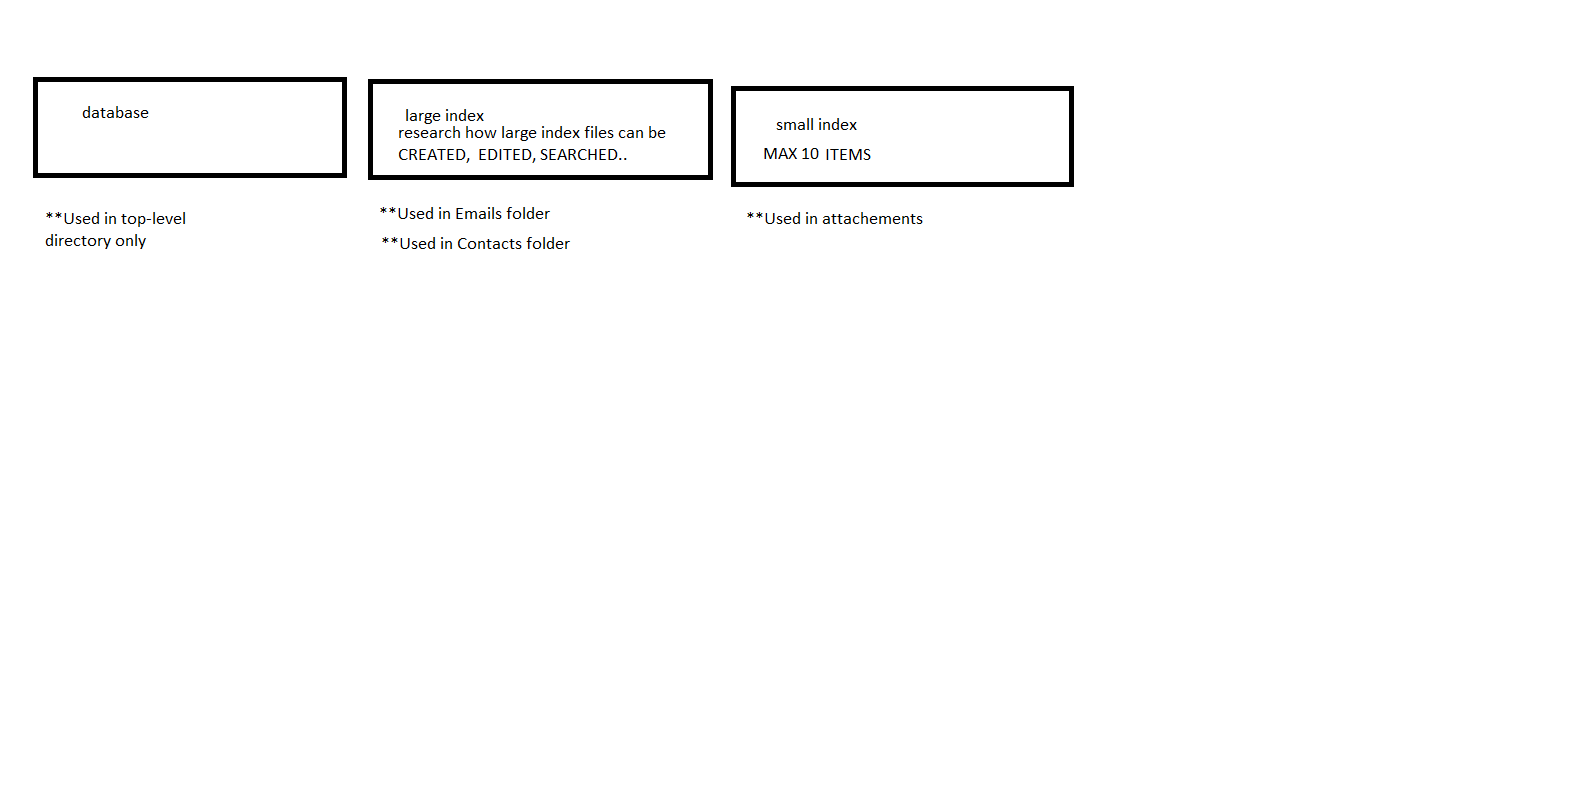 database
**Used in top-level
directory only
large index
research how large index files can be
CREATED,  EDITED, SEARCHED..
**Used in Emails folder
**Used in Contacts folder
small index
MAX 10 ITEMS
**Used in attachements